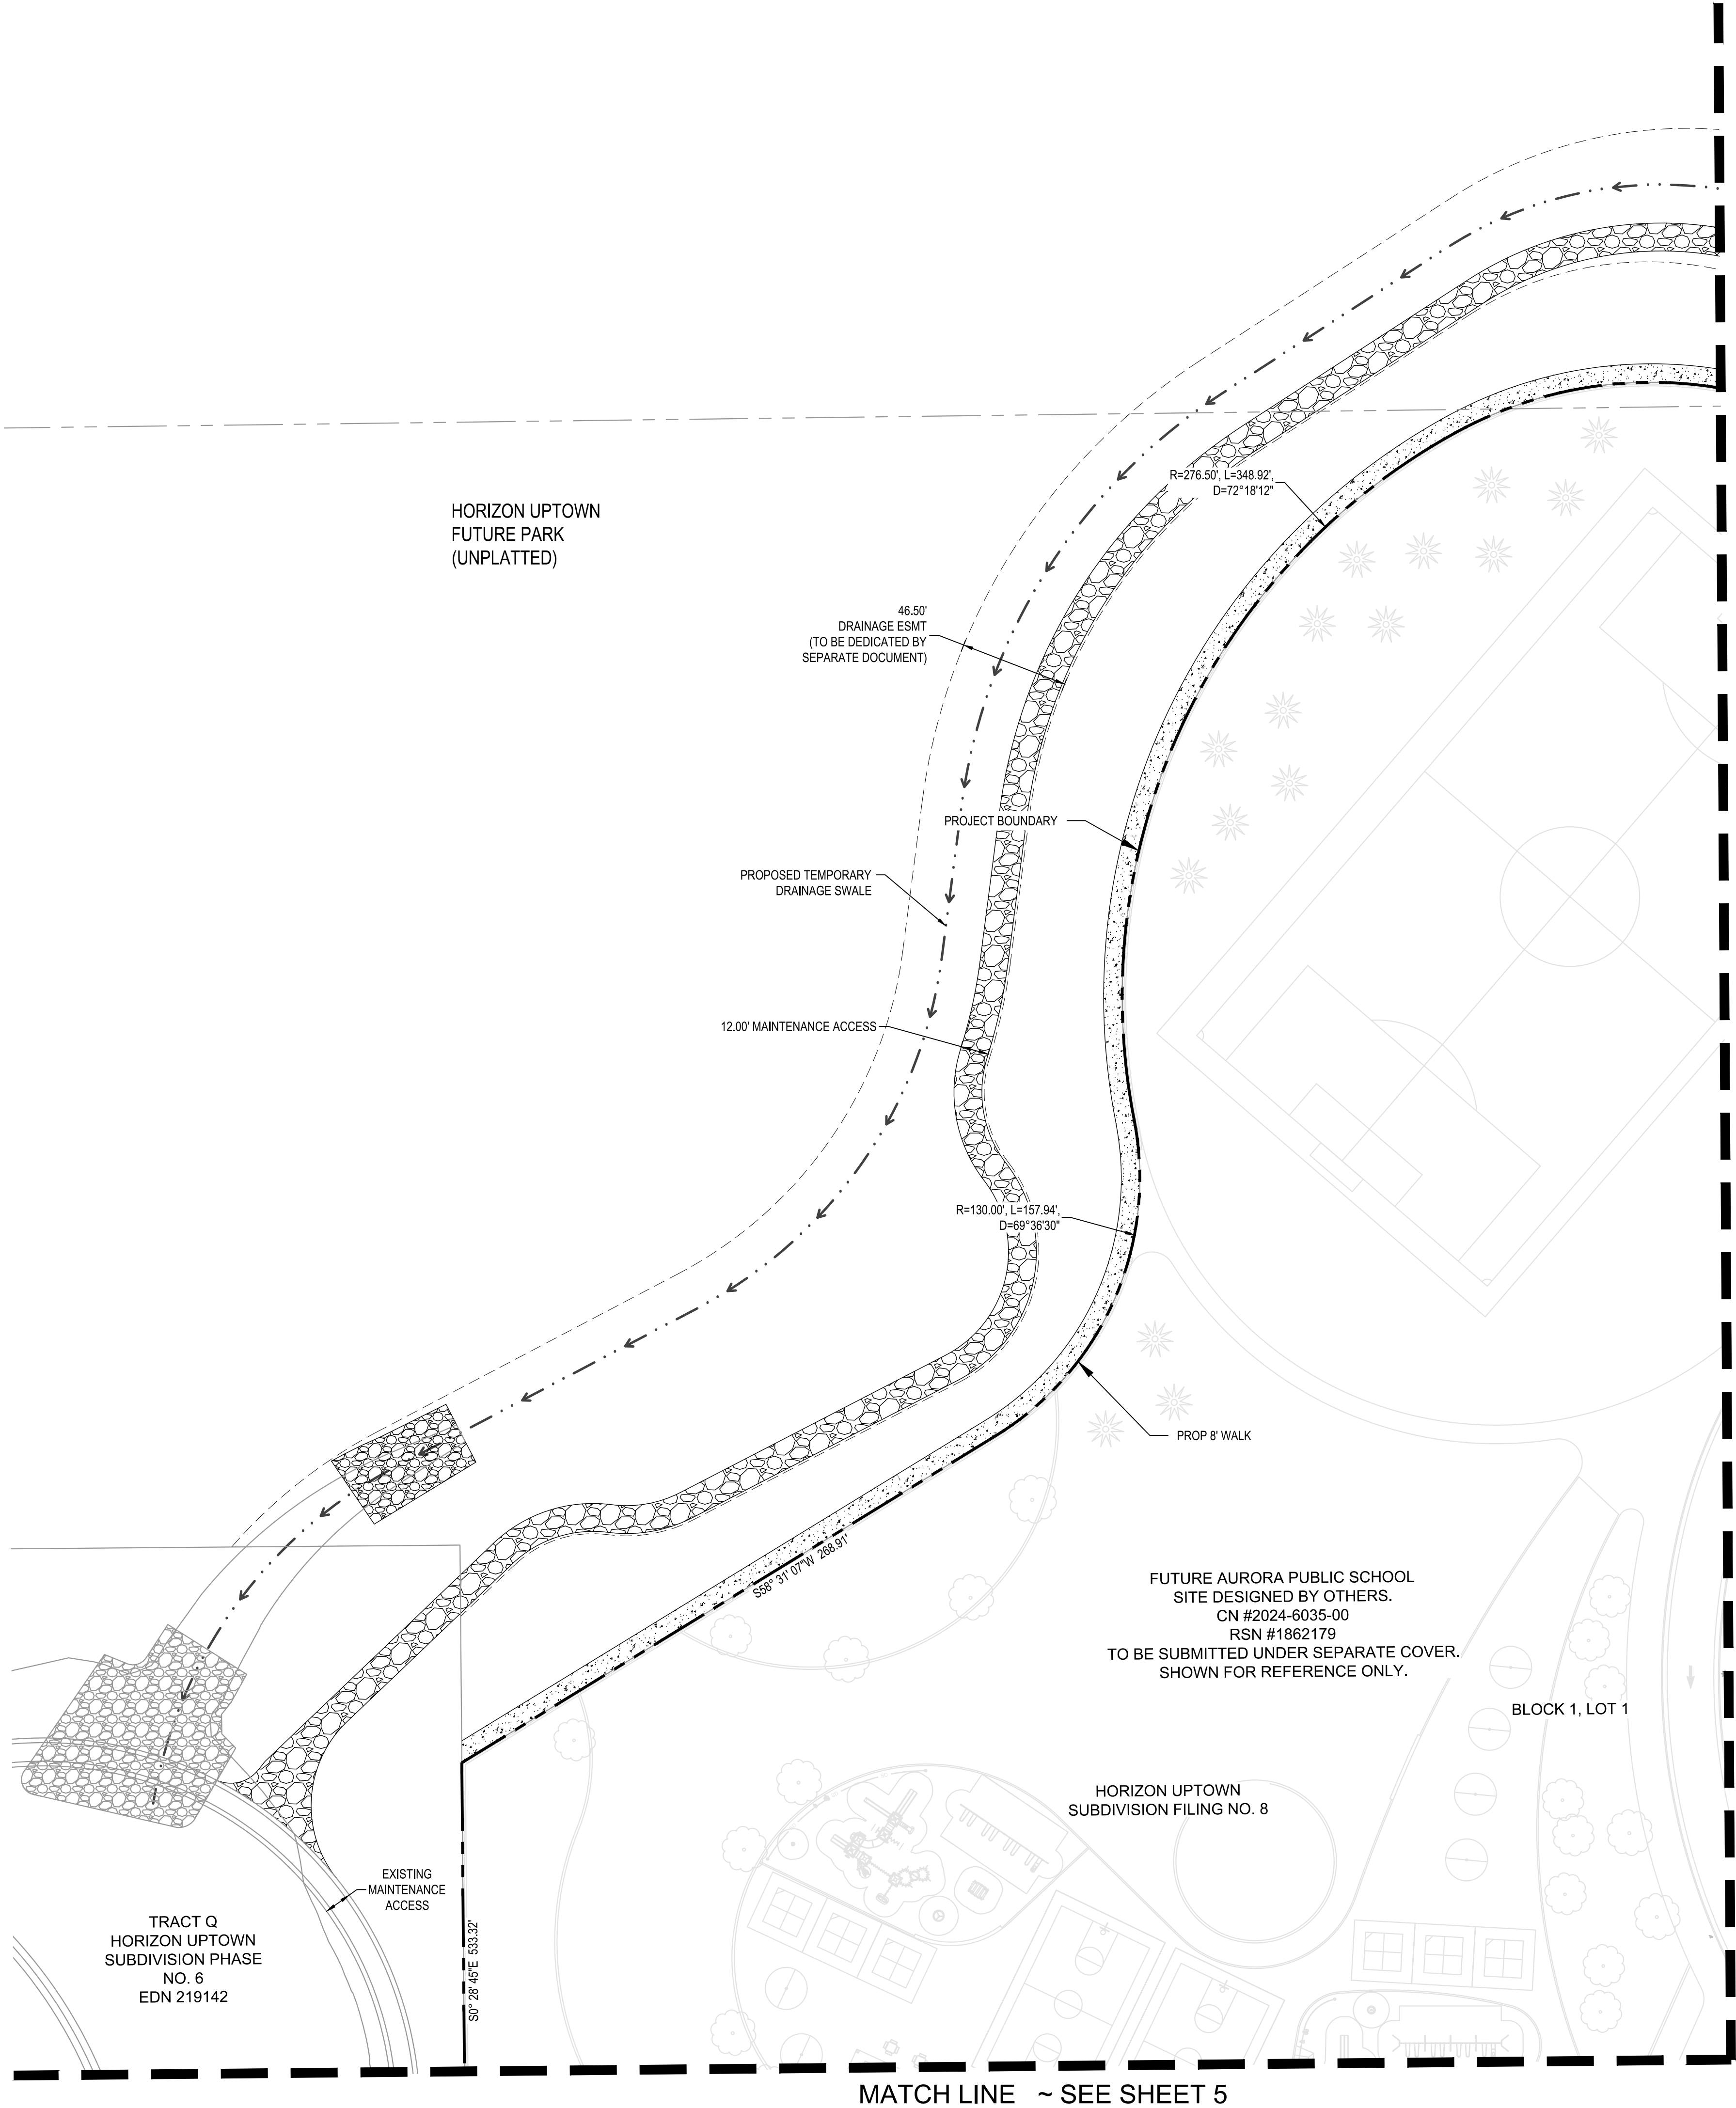 HORIZON UPTOWN
FUTURE PARK
(UNPLATTED)
R=276.50', L=348.92',
D=72°18'12"
46.50'
DRAINAGE ESMT
(TO BE DEDICATED BY
SEPARATE DOCUMENT)
PROJECT BOUNDARY
PROPOSED TEMPORARY
DRAINAGE SWALE
12.00' MAINTENANCE ACCESS
R=130.00', L=157.94',
D=69°36'30"
PROP 8' WALK
S58° 31' 07"W 268.91'
FUTURE AURORA PUBLIC SCHOOL
SITE DESIGNED BY OTHERS.
CN #2024-6035-00
RSN #1862179
TO BE SUBMITTED UNDER SEPARATE COVER.
SHOWN FOR REFERENCE ONLY.
BLOCK 1, LOT 1
HORIZON UPTOWN
SUBDIVISION FILING NO. 8
EXISTING
MAINTENANCE
ACCESS
TRACT Q
HORIZON UPTOWN
SUBDIVISION PHASE
NO. 6
EDN 219142
S0° 28' 45"E 533.32'
MATCH LINE ~ SEE SHEET 5